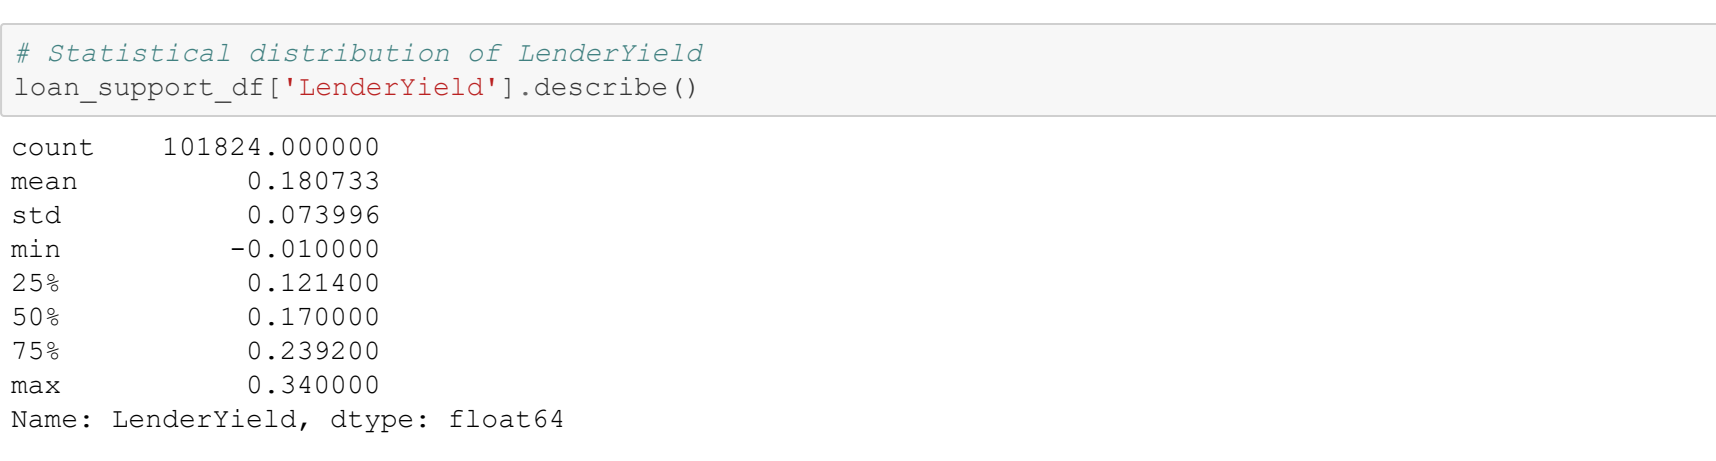 # Statistical distribution of LenderYield
loan_support_df['LenderYield'].describe()
count    101824.000000
mean          0.180733
std           0.073996
min          -0.010000
25%           0.121400
50%           0.170000
75%           0.239200
max           0.340000
Name: LenderYield, dtype: float64